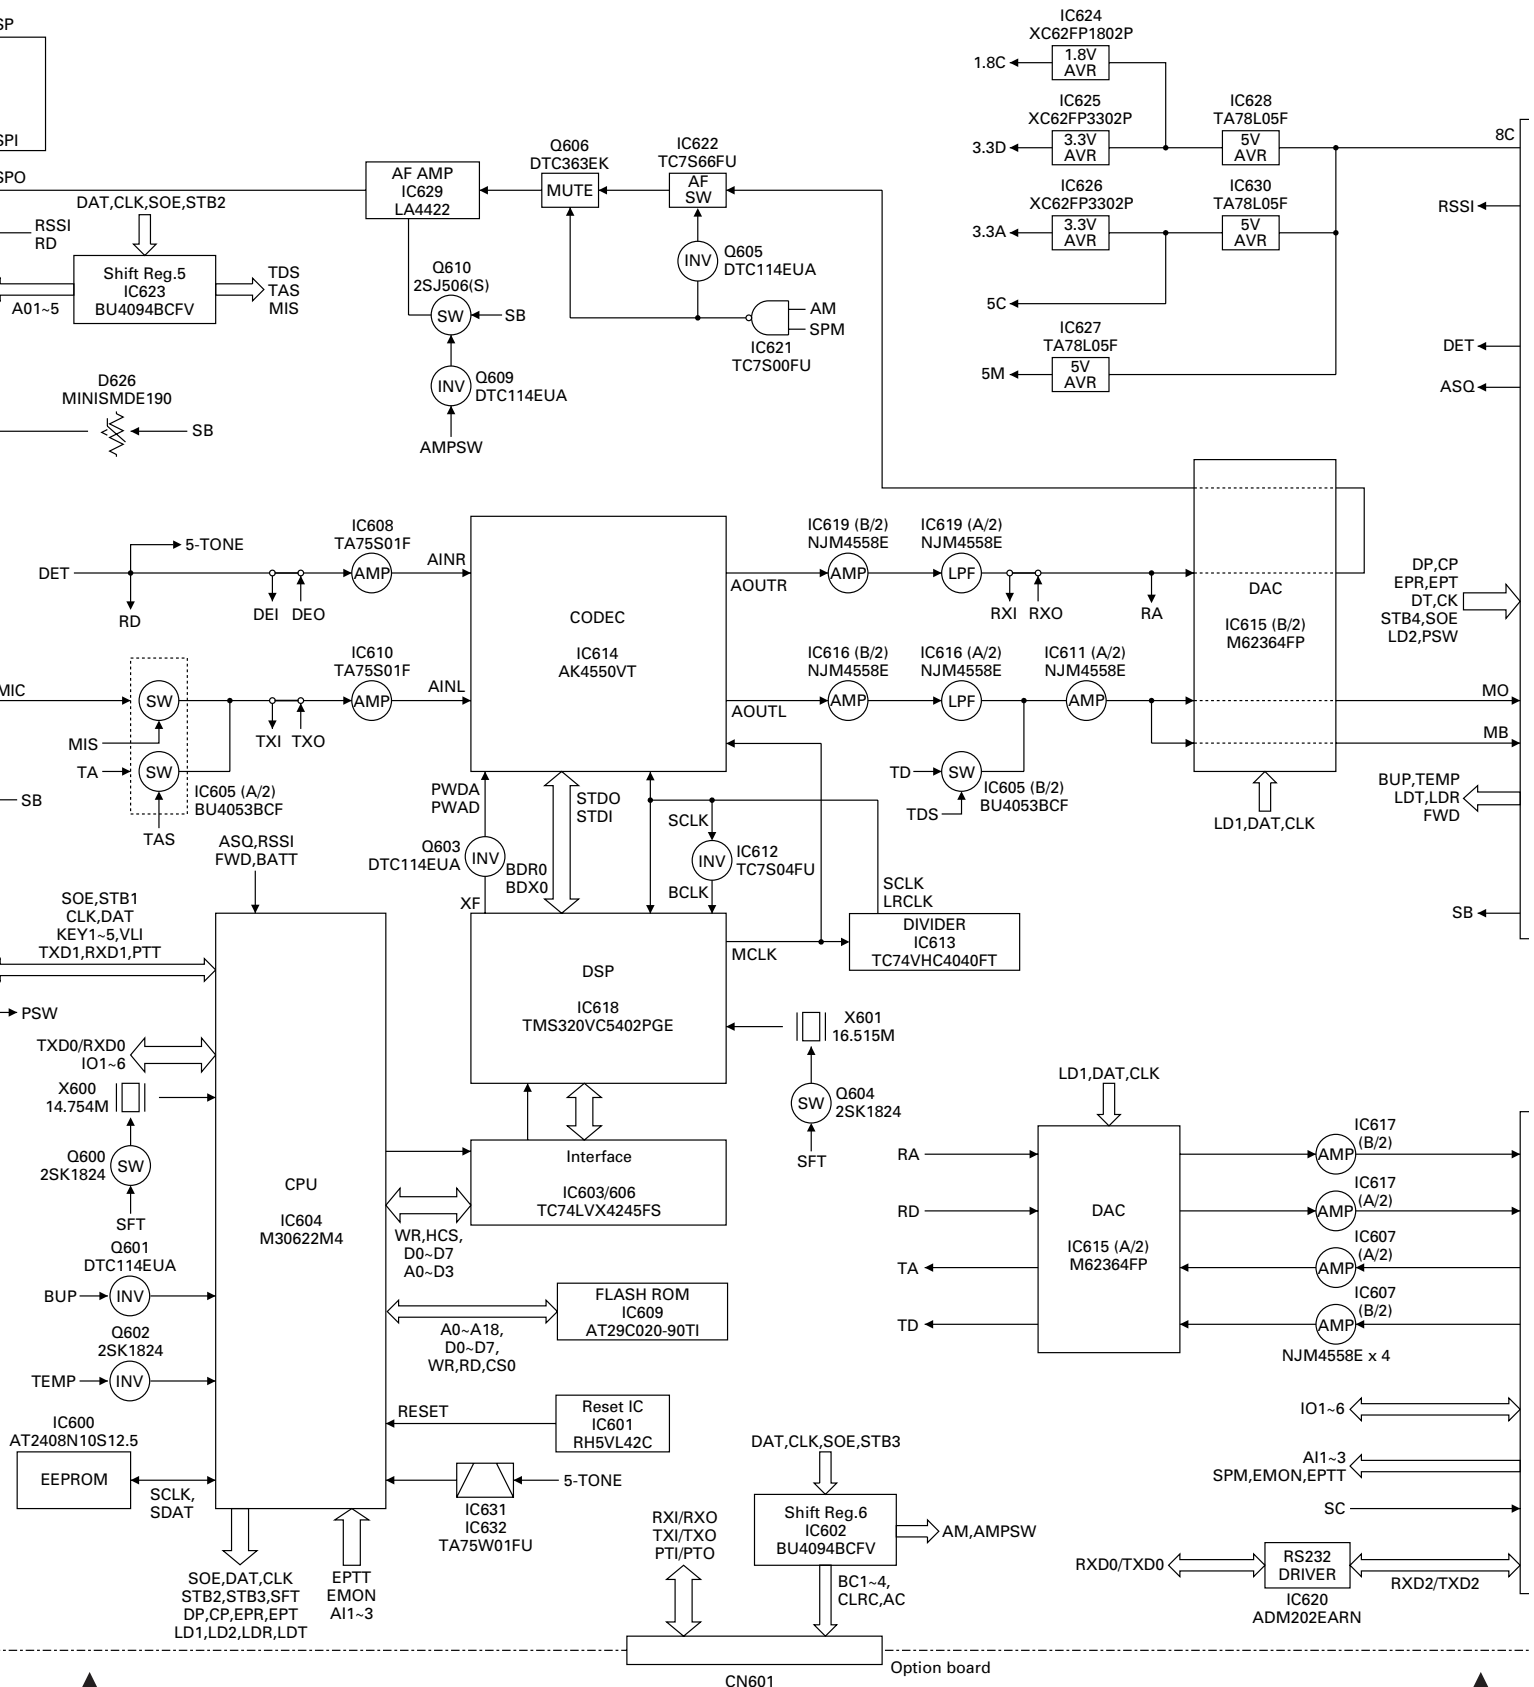 SP
SPI
SPO
IC624
XC62FP1802P
1.8V
AVR
1.8C
IC625
XC62FP3302P
3.3V
AVR
3.3D
IC628
TA78L05F
5V
AVR
8C
IC626
XC62FP3302P
3.3V
AVR
3.3A
IC630
TA78L05F
5V
AVR
5C
IC627
TA78L05F
5V
AVR
5M
RSSI
DET
ASQ
AF AMP
IC629
LA4422
Q606
DTC363EK
MUTE
IC622
TC7S66FU
AF
SW
INV
Q605
DTC114EUA
AM
SPM
IC621
TC7S00FU
DAT,CLK,SOE,STB2
RSSI
RD
Shift Reg.5
IC623
BU4094BCFV
A01~5
TDS
TAS
MIS
Q610
2SJ506(S)
SW
SB
INV
Q609
DTC114EUA
AMPSW
D626
MINISMDE190
SB
DET
5-TONE
RD
DEI
DEO
IC608
TA75S01F
AMP
AINR
CODEC
IC614
AK4550VT
AOUTR
IC619 (B/2)
NJM4558E
AMP
IC619 (A/2)
NJM4558E
LPF
RXI
RXO
RA
DAC
IC615 (B/2)
M62364FP
DP,CP
EPR,EPT
DT,CK
STB4,SOE
LD2,PSW
MIC
SW
MIS
TA
SW
TAS
IC605 (A/2)
BU4053BCF
TXI
TXO
IC610
TA75S01F
AMP
AINL
AOUTL
IC616 (B/2)
NJM4558E
AMP
IC616 (A/2)
NJM4558E
LPF
IC611 (A/2)
NJM4558E
AMP
TD
SW
TDS
IC605 (B/2)
BU4053BCF
MO
MB
LD1,DAT,CLK
BUP,TEMP
LDT,LDR
FWD
SB
SB
PWDA
PWAD
Q603
DTC114EUA
INV
XF
STDO
STDI
BDR0
BDX0
SCLK
INV
IC612
TC7S04FU
BCLK
SCLK
LRCLK
ASQ,RSSI
FWD,BATT
SOE,STB1
CLK,DAT
KEY1~5,VLI
TXD1,RXD1,PTT
PSW
TXD0/RXD0
IO1~6
X600
14.754M
Q600
2SK1824
SW
SFT
Q601
DTC114EUA
BUP
INV
Q602
2SK1824
TEMP
INV
IC600
AT2408N10S12.5
EEPROM
SCLK,
SDAT
CPU
IC604
M30622M4
DSP
IC618
TMS320VC5402PGE
MCLK
DIVIDER
IC613
TC74VHC4040FT
X601
16.515M
SW
Q604
2SK1824
SFT
Interface
IC603/606
TC74LVX4245FS
WR,HCS,
D0~D7
A0~D3
FLASH ROM
IC609
AT29C020-90TI
A0~A18,
D0~D7,
WR,RD,CS0
RESET
Reset IC
IC601
RH5VL42C
5-TONE
IC631
IC632
TA75W01FU
SOE,DAT,CLK
STB2,STB3,SFT
DP,CP,EPR,EPT
LD1,LD2,LDR,LDT
EPTT
EMON
AI1~3
LD1,DAT,CLK
RA
RD
TA
TD
DAC
IC615 (A/2)
M62364FP
IC617
(B/2)
AMP
IC617
(A/2)
AMP
IC607
(A/2)
AMP
IC607
(B/2)
AMP
NJM4558E x 4
IO1~6
AI1~3
SPM,EMON,EPTT
SC
RXD0/TXD0
RS232
DRIVER
IC620
ADM202EARN
RXD2/TXD2
DAT,CLK,SOE,STB3
Shift Reg.6
IC602
BU4094BCFV
AM,AMPSW
BC1~4,
CLRC,AC
RXI/RXO
TXI/TXO
PTI/PTO
CN601
Option board